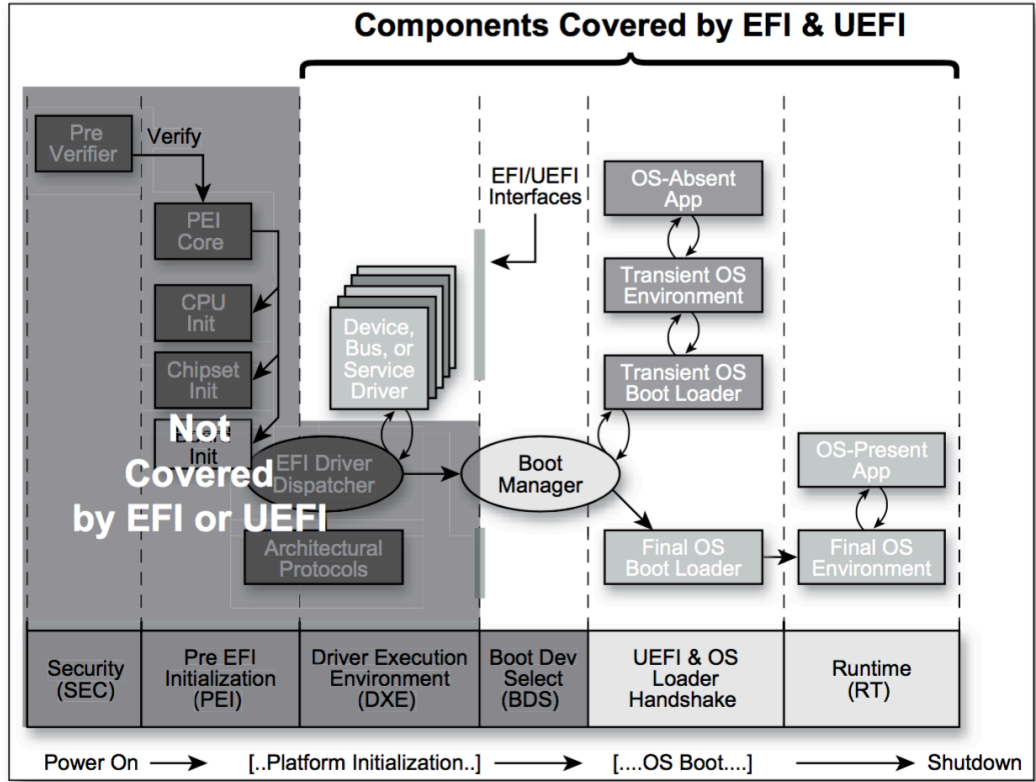 Components Covered by EFI & UEFI
Pre
Verifier
Verify
PEI
Core
CPU
Init
Chipset
Init
Init
Not
Covered
by EFI or UEFI
EFI/UEFI
Interfaces
Device,
Bus, or
Service
Driver
EFI Driver
Dispatcher
Architectural
Protocols
Boot
Manager
OS-Absent
App
Transient OS
Environment
Transient OS
Boot Loader
Final OS
Boot Loader
OS-Present
App
Final OS
Environment
Security
(SEC)
Pre EFI
Initialization
(PEI)
Driver Execution
Environment
(DXE)
Boot Dev
Select
(BDS)
UEFI & OS
Loader
Handshake
Runtime
(RT)
Power On
[..Platform Initialization..]
[....OS Boot....]
Shutdown